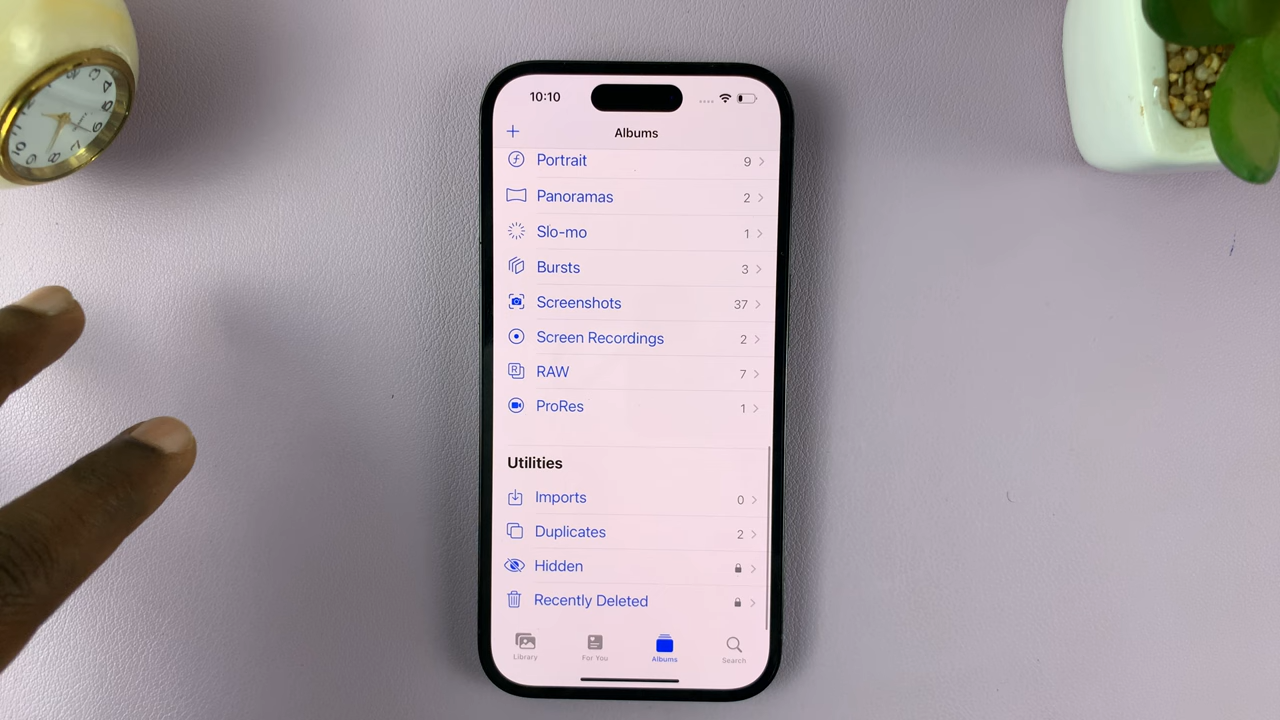 10:10
Albums
Portrait 9
Panoramas 2
Slo-mo 1
Bursts 3
Screenshots 37
Screen Recordings 2
RAW 7
ProRes 1
Utilities
Imports 0
Duplicates 2
Hidden
Recently Deleted
Library For You Albums Search